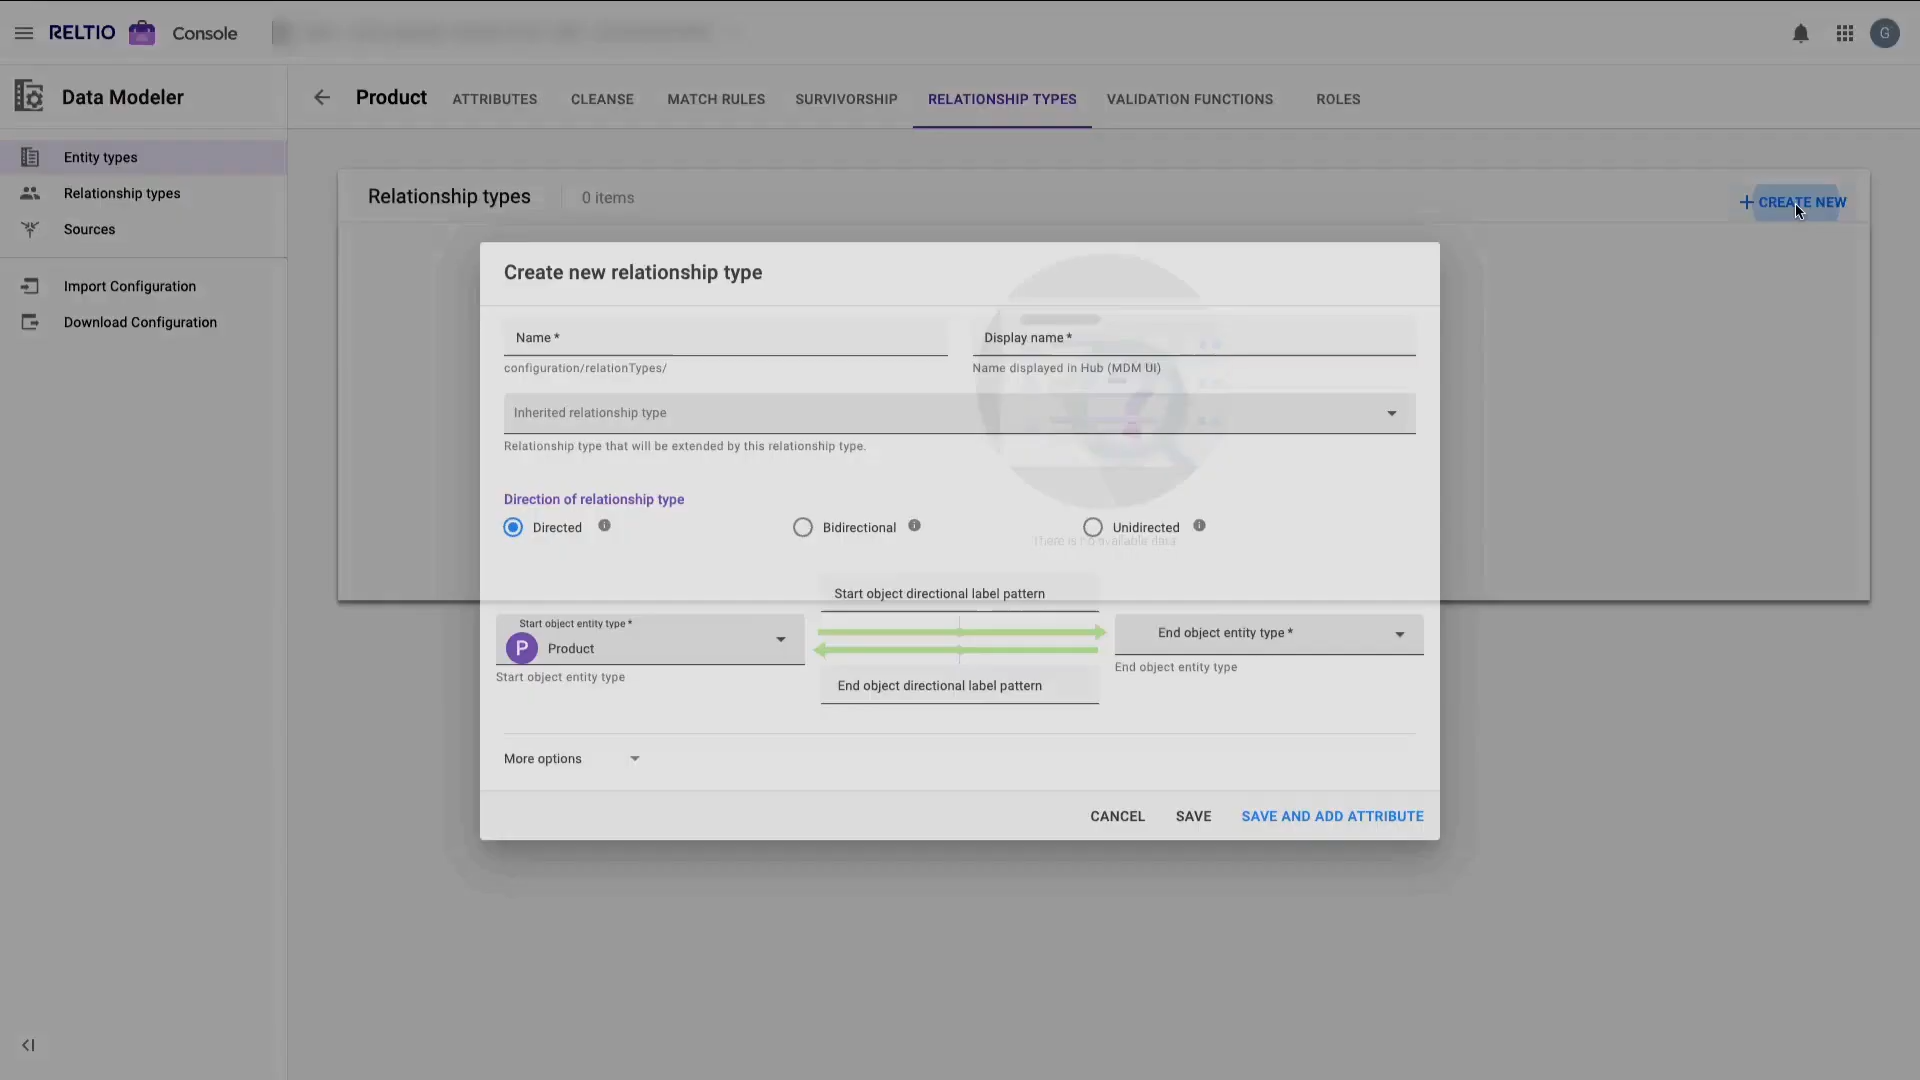 RELTIO Console
G
Data Modeler
Product ATTRIBUTES CLEANSE MATCH RULES SURVIVORSHIP RELATIONSHIP TYPES VALIDATION FUNCTIONS ROLES
Entity types
Relationship types
Sources
Import Configuration
Download Configuration
Relationship types 0 items
+ CREATE NEW
Create new relationship type
Name *
configuration/relationTypes/
Display name *
Name displayed in Hub (MDM UI)
Inherited relationship type
Relationship type that will be extended by this relationship type.
Direction of relationship type
Directed
Bidirectional
Unidirected
There is no available data
Start object directional label pattern
Start object entity type *
P Product
Start object entity type
End object entity type *
End object entity type
End object directional label pattern
More options
CANCEL SAVE SAVE AND ADD ATTRIBUTE